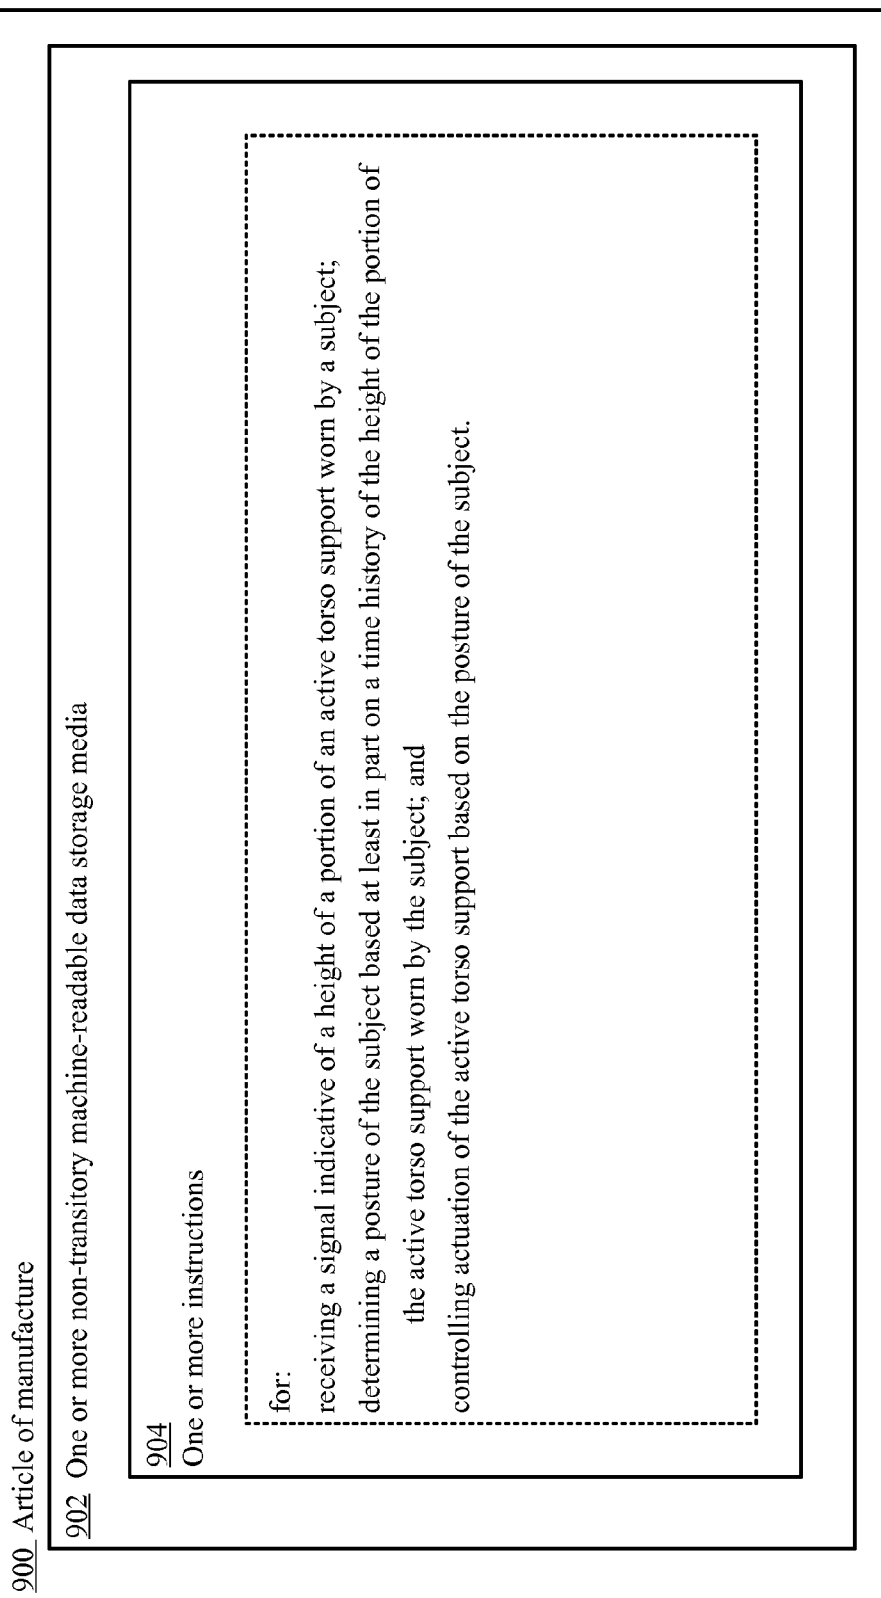 900 Article of manufacture
902 One or more non-transitory machine-readable data storage media
904
One or more instructions
for:
receiving a signal indicative of a height of a portion of an active torso support worn by a subject;
determining a posture of the subject based at least in part on a time history of the height of the portion of
the active torso support worn by the subject; and
controlling actuation of the active torso support based on the posture of the subject.